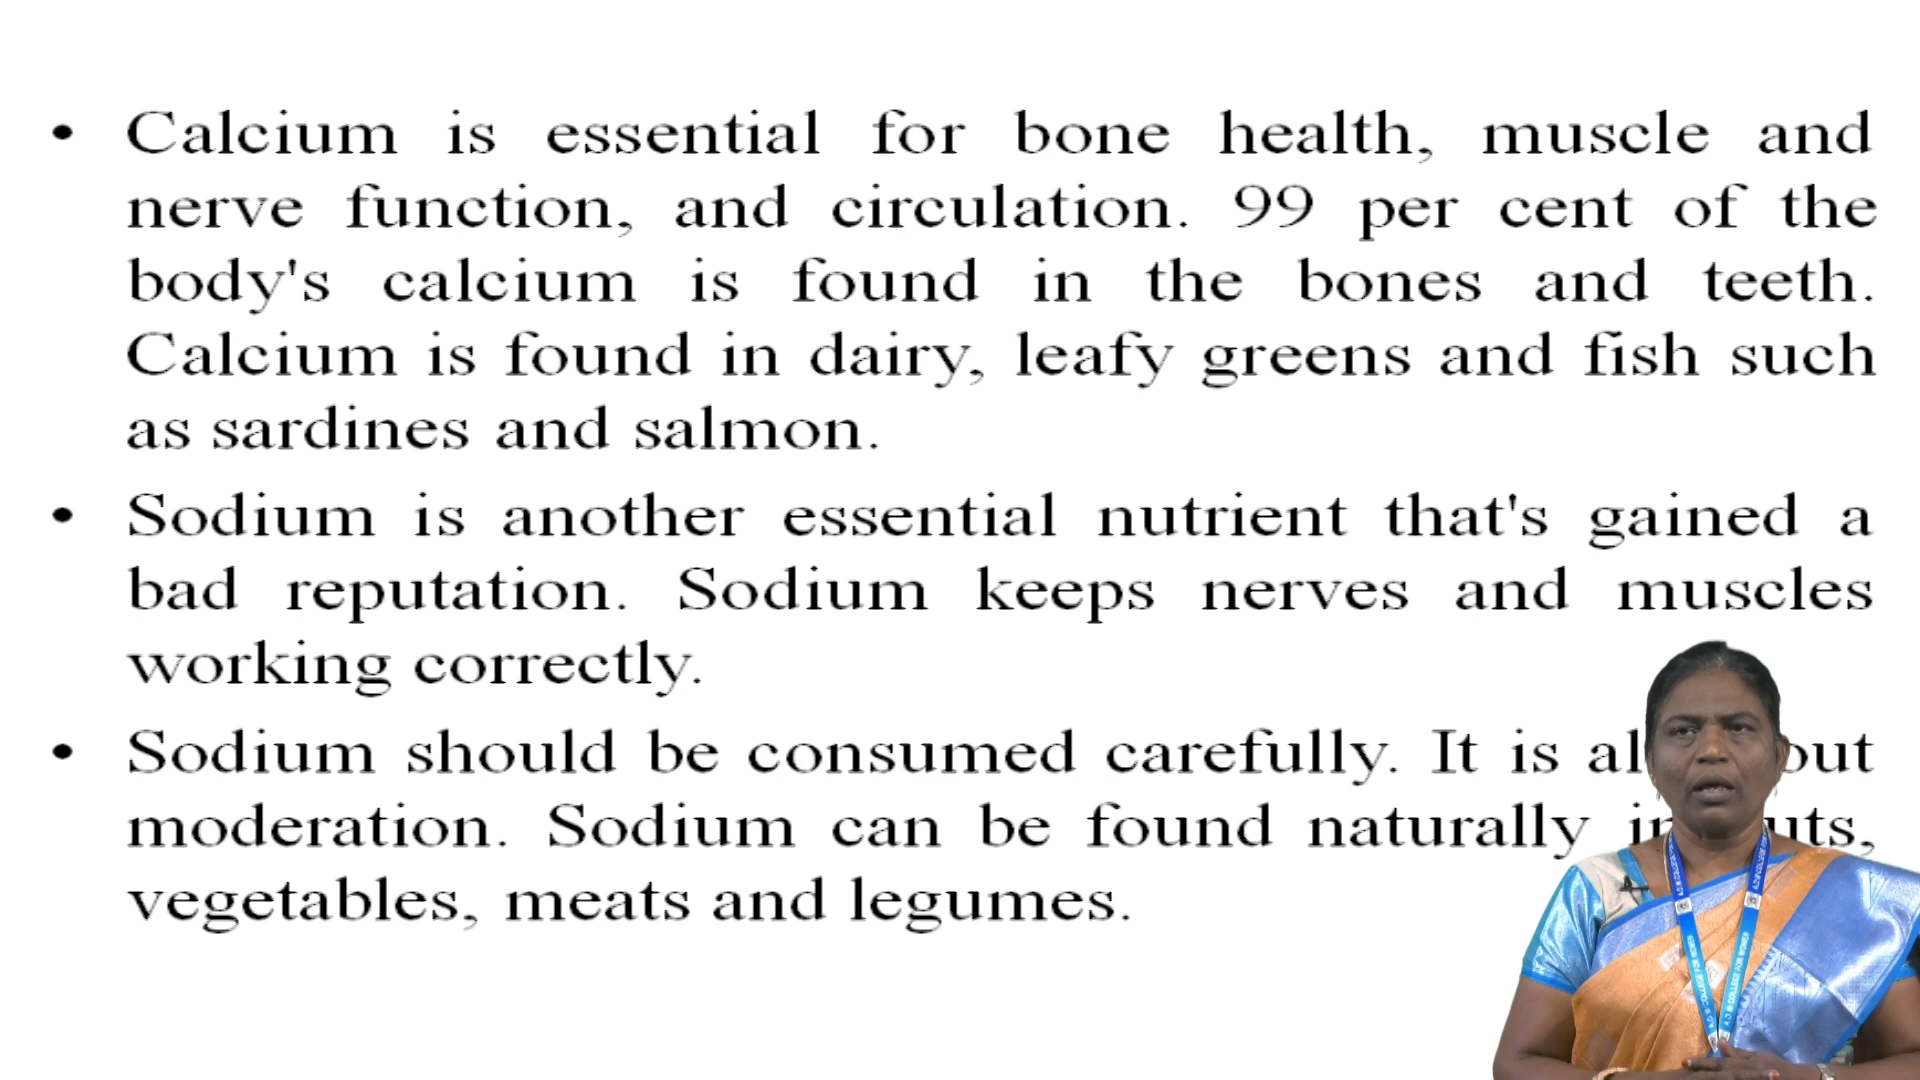 • Calcium is essential for bone health, muscle and
nerve function, and circulation. 99 per cent of the
body's calcium is found in the bones and teeth.
Calcium is found in dairy, leafy greens and fish such
as sardines and salmon.
• Sodium is another essential nutrient that's gained a
bad reputation. Sodium keeps nerves and muscles
working correctly.
• Sodium should be consumed carefully. It is
moderation. Sodium can be found naturally
vegetables, meats and legumes.